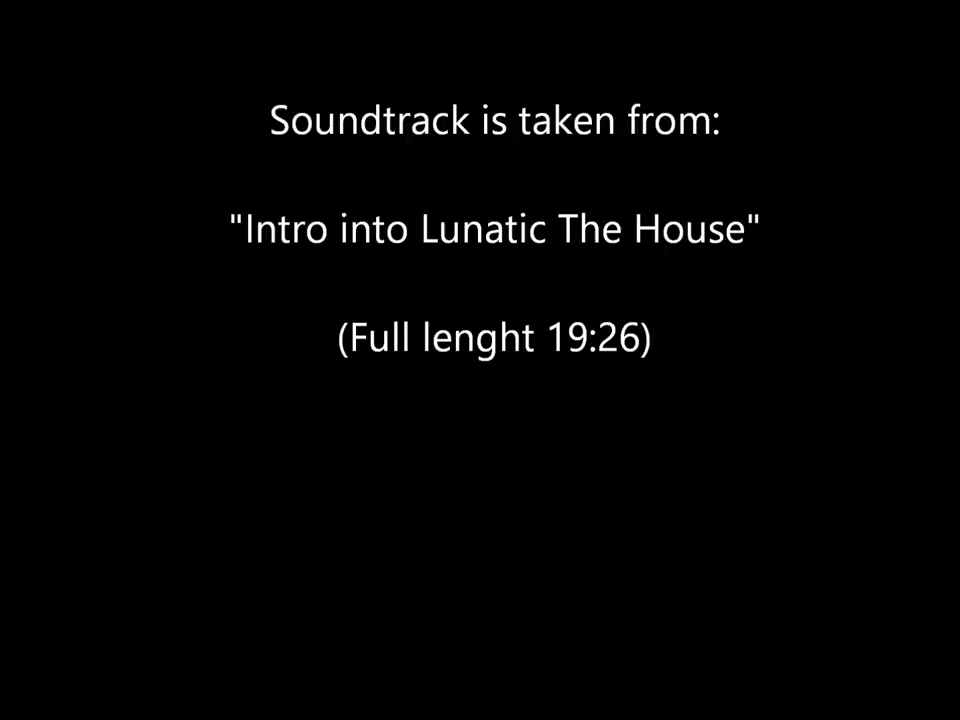 Soundtrack is taken from:
"Intro into Lunatic The House"
(Full lenght 19:26)